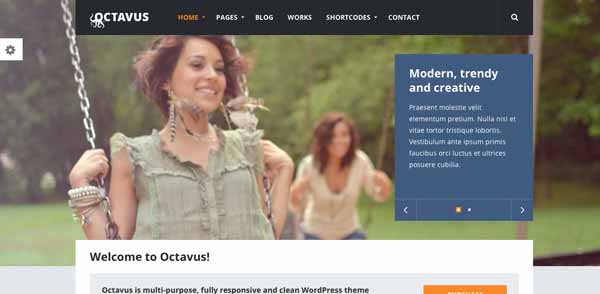 OCTAVUS
HOME PAGES BLOG WORKS SHORTCODES CONTACT
Modern, trendy
and creative
Praesent molestie velit
elementum pretium. Nulla nisl et
vitae tortor tristique lobortis.
Vestibulum ante ipsum primis
faucibus orci luctus et ultrices
posuere cubilia.
Welcome to Octavus!
Octavus is multi-purpose, fully responsive and clean WordPress theme